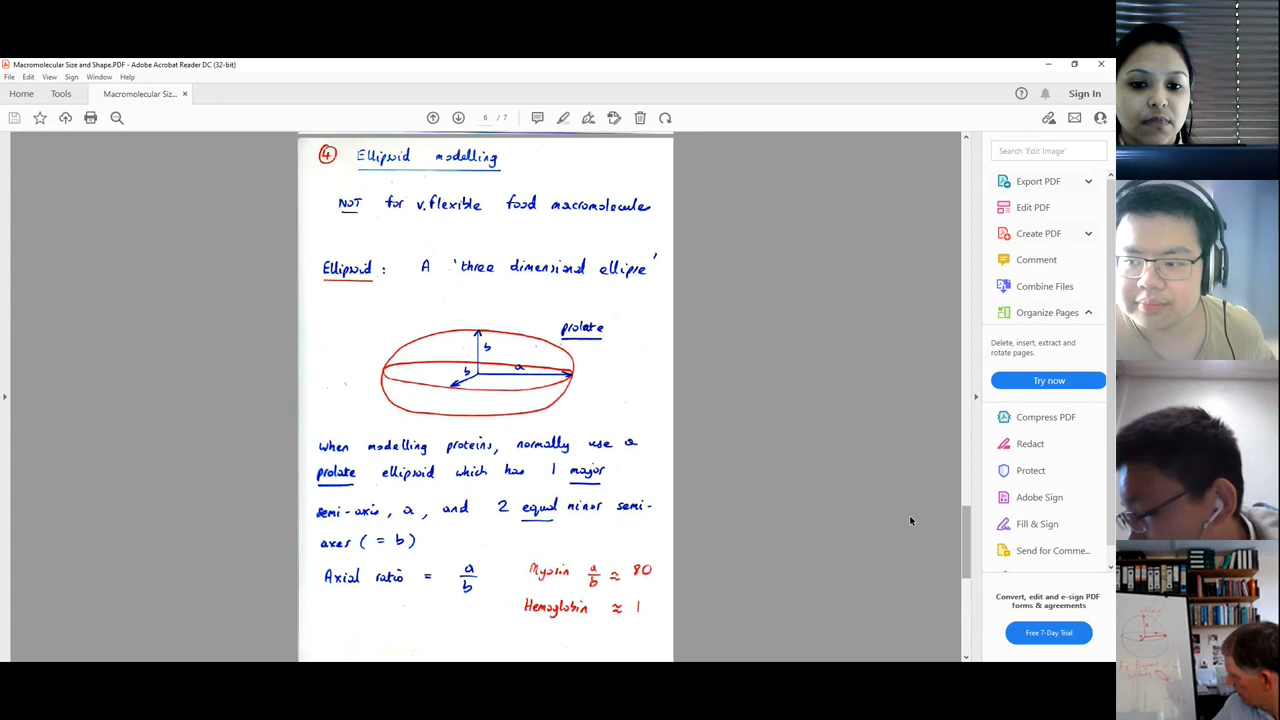 Macromolecular Size and Shape.PDF - Adobe Acrobat Reader DC (32-bit)
File Edit View Sign Window Help
Home Tools Macromolecular Siz... × Sign In
6 / 7
④ Ellipsoid modelling
NOT for v.flexible food macromolecules
Ellipsoid : A 'three dimensional ellipse'
prolate
b
b a
When modelling proteins, normally use a
prolate ellipsoid which has 1 major
semi-axis, a, and 2 equal minor semi-
axes (= b)
Axial ratio = a/b
Myosin a/b ≈ 80
Hemoglobin ≈ 1
Search 'Edit Image'
Export PDF
Edit PDF
Create PDF
Comment
Combine Files
Organize Pages
Delete, insert, extract and
rotate pages.
Try now
Compress PDF
Redact
Protect
Adobe Sign
Fill & Sign
Send for Comme...
Convert, edit and e-sign PDF
forms & agreements
Free 7-Day Trial